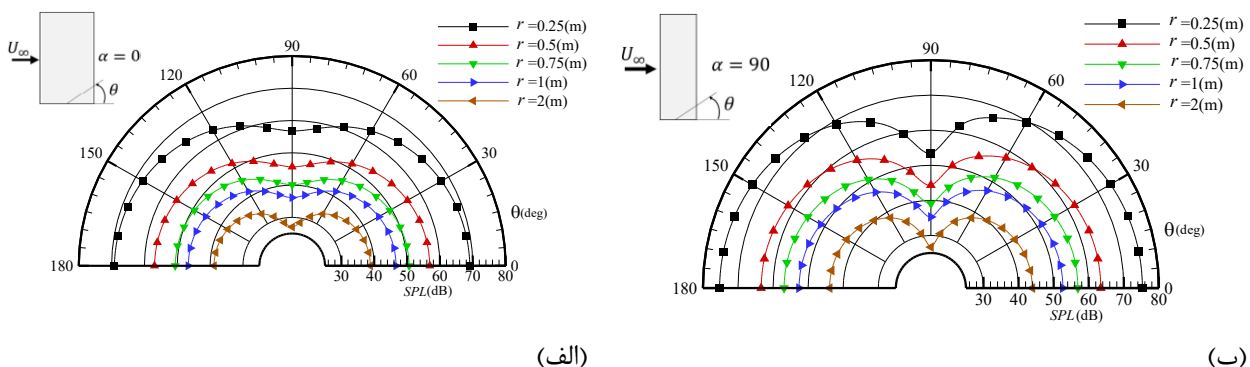 U∞
α = 0
θ
r =0.25(m)
r =0.5(m)
r =0.75(m)
r =1(m)
r =2(m)
90
120
60
150
30
θ(deg)
180
0
30 40 50 60 70 80
SPL(dB)
(الف)
U∞
α = 90
θ
r =0.25(m)
r =0.5(m)
r =0.75(m)
r =1(m)
r =2(m)
90
120
60
150
30
θ(deg)
180
0
30 40 50 60 70 80
SPL(dB)
(ب)